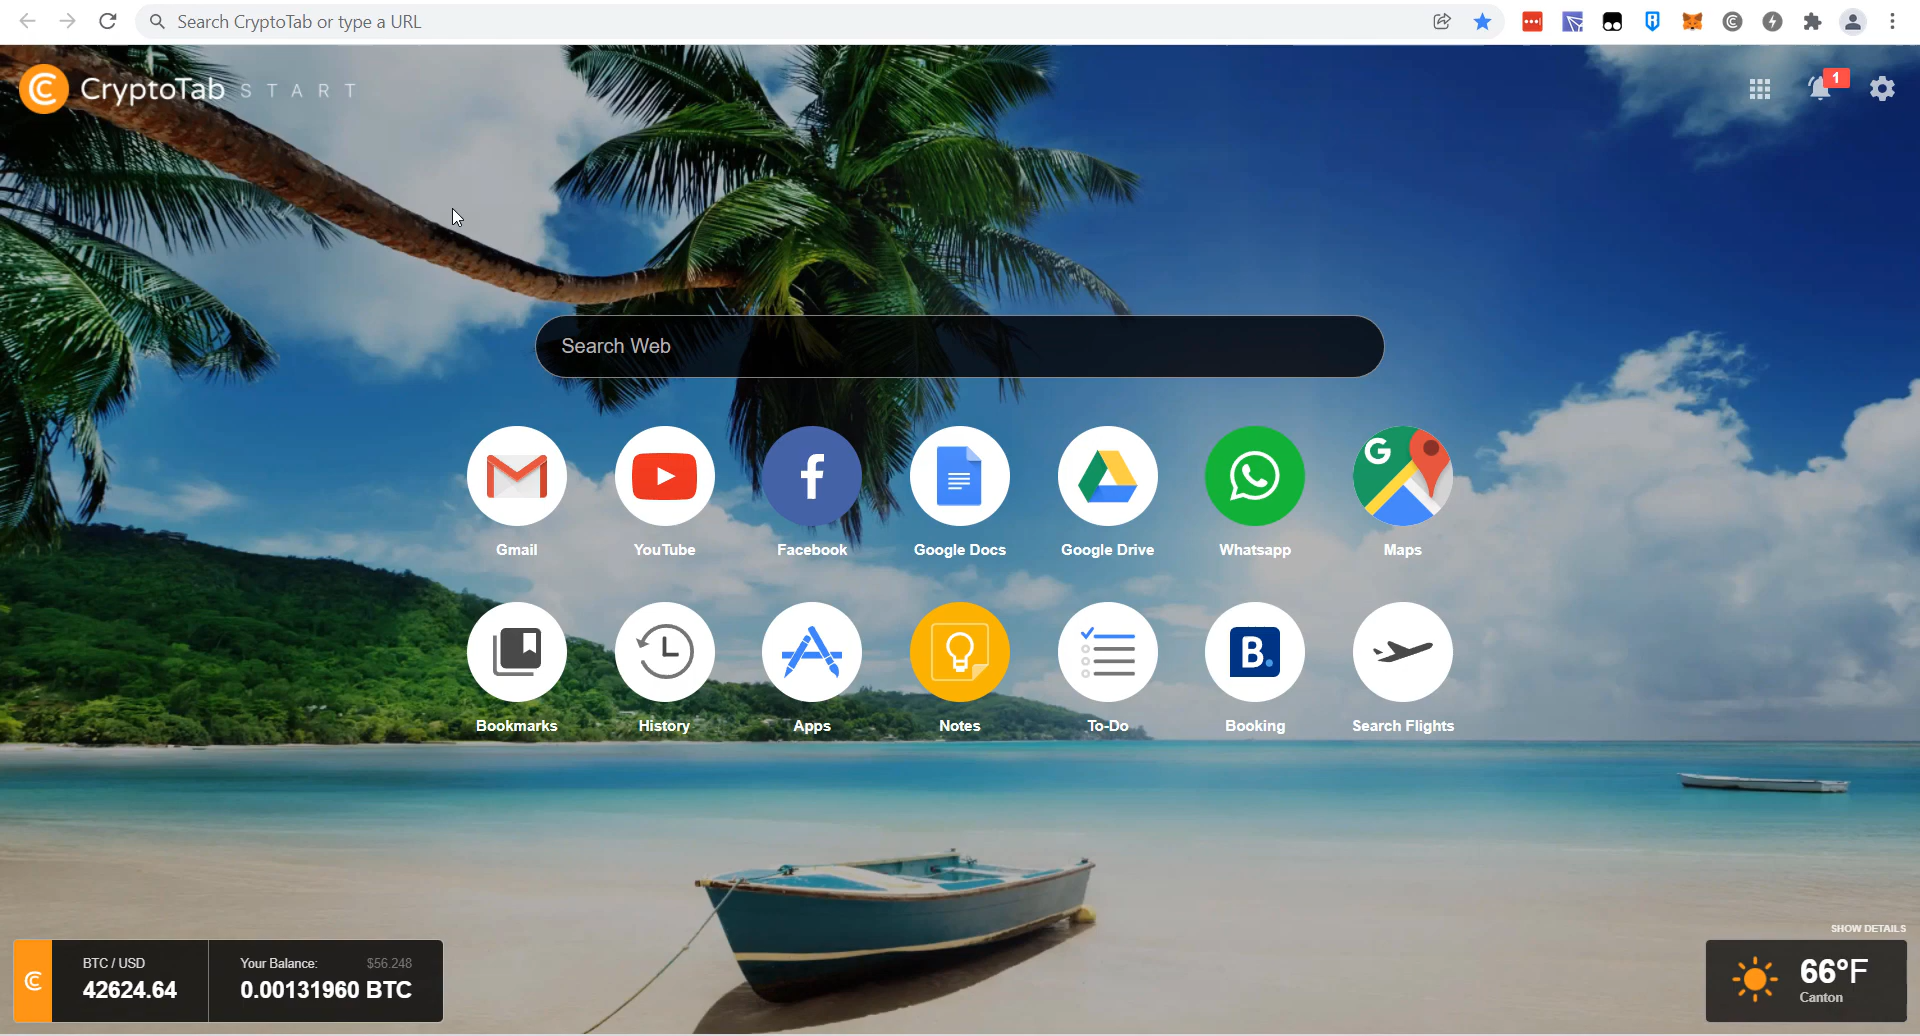 Search CryptoTab or type a URL
CryptoTab START
1
Search Web
Gmail
YouTube
Facebook
Google Docs
Google Drive
Whatsapp
Maps
Bookmarks
History
Apps
Notes
To-Do
Booking
Search Flights
SHOW DETAILS
BTC / USD
42624.64
Your Balance: $56.248
0.00131960 BTC
66°F
Canton